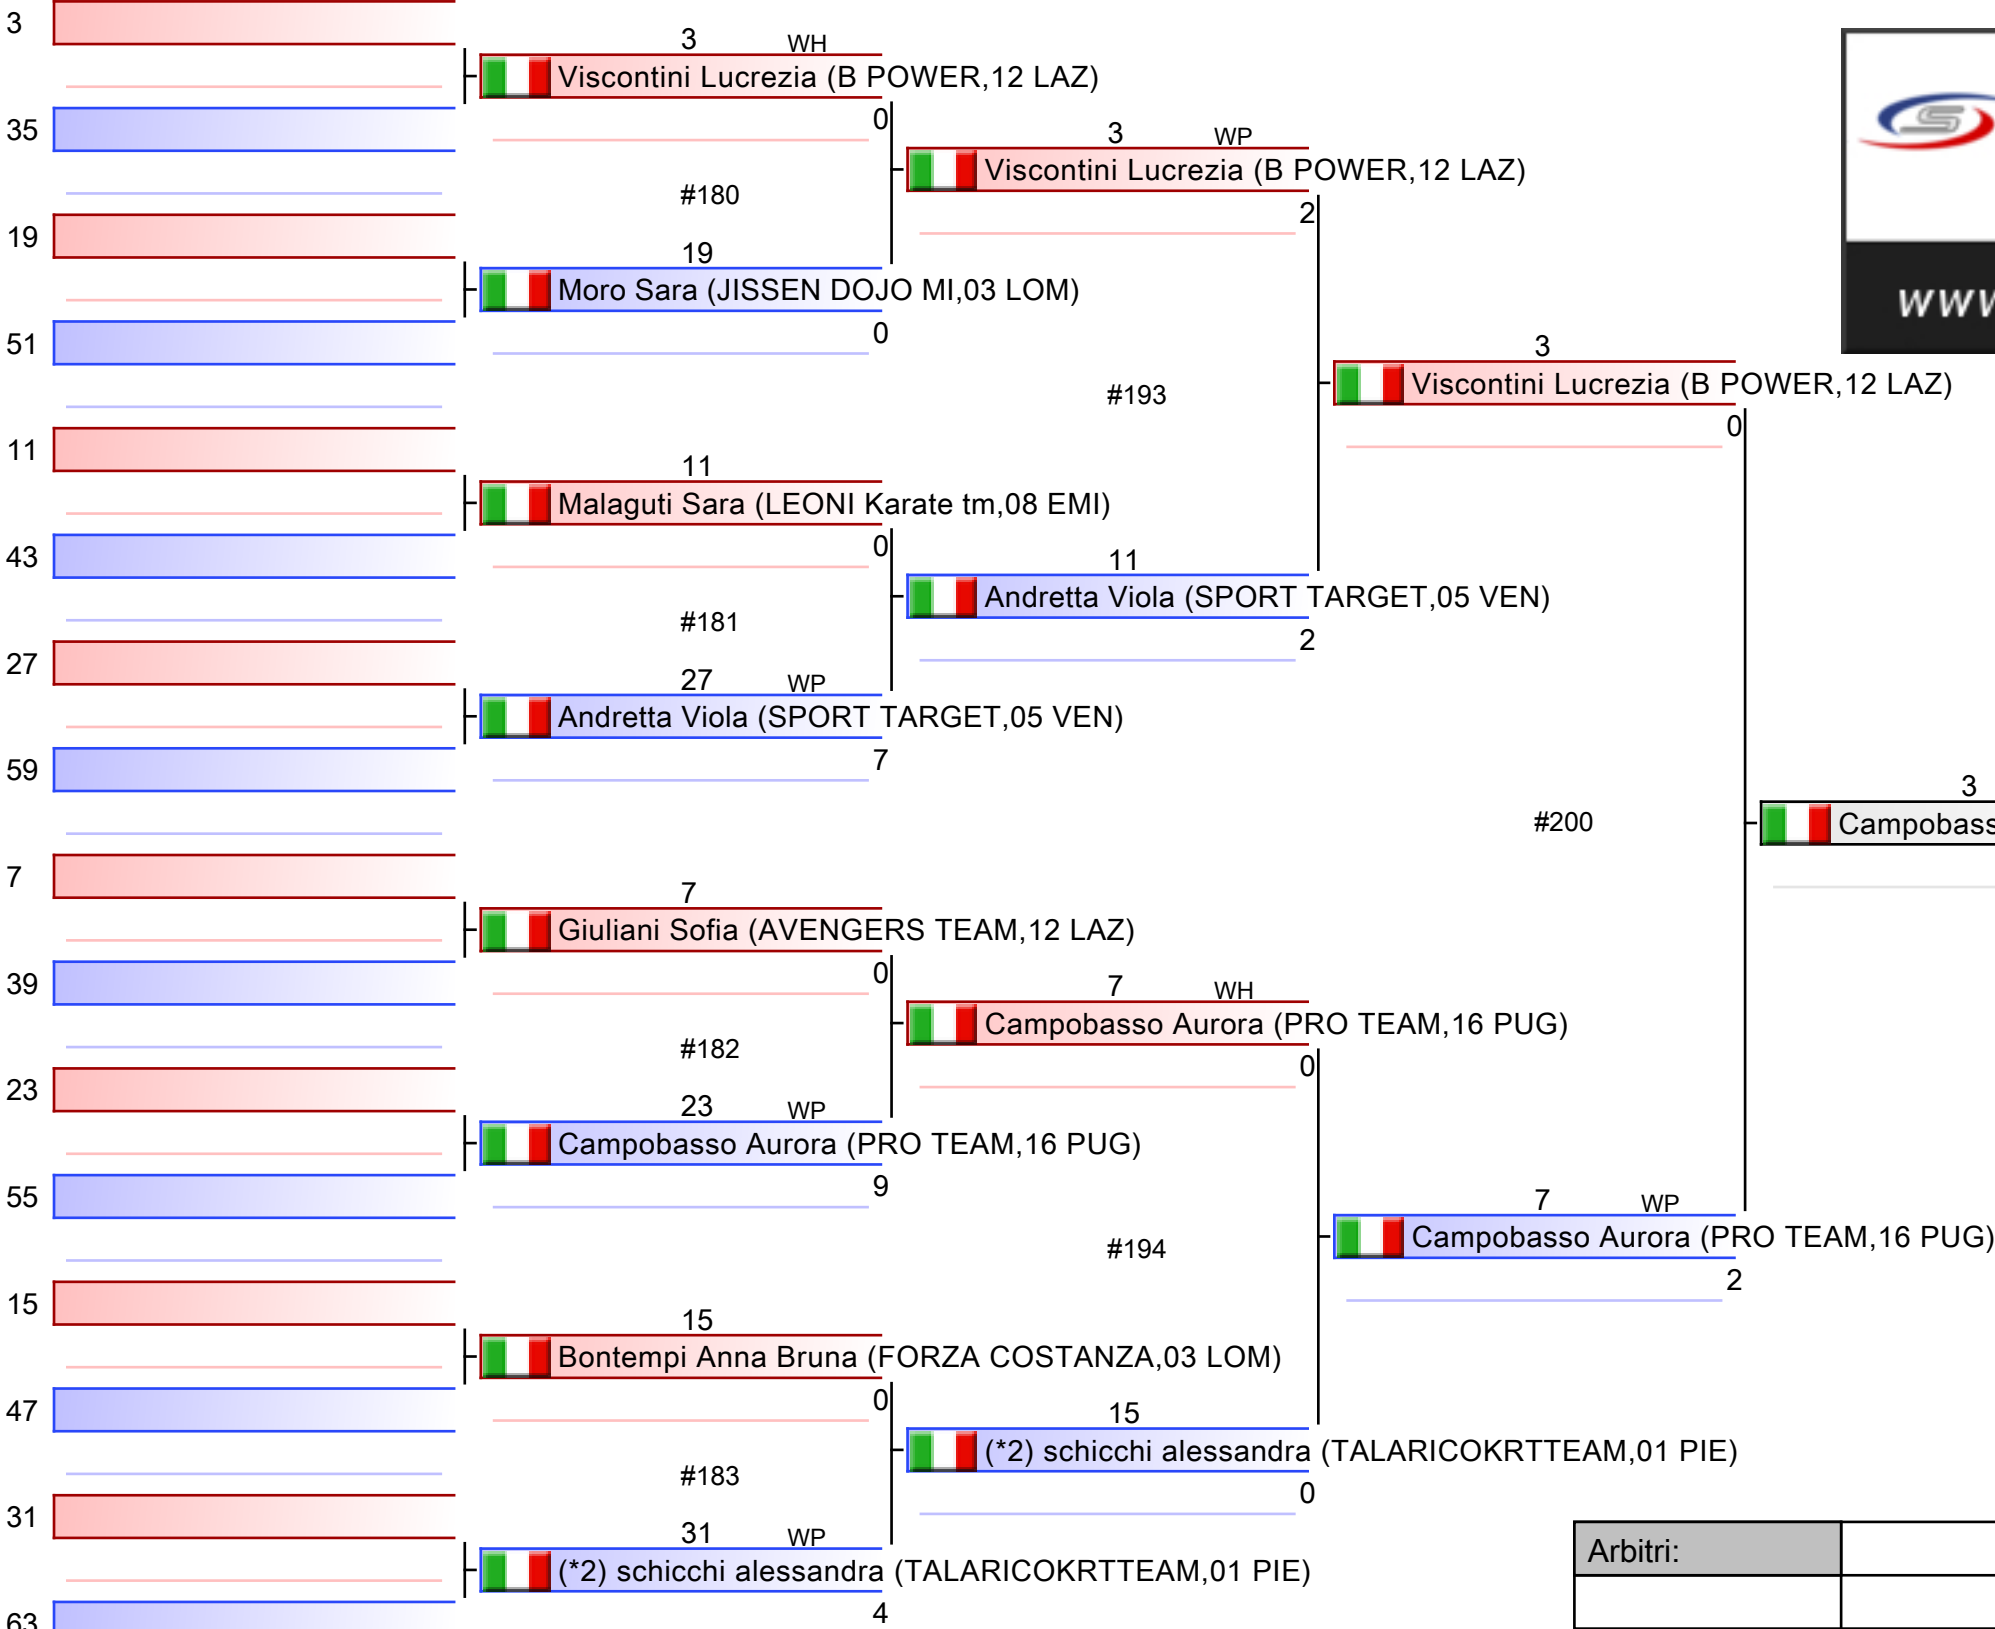 3
3 WH
Viscontini Lucrezia (B POWER,12 LAZ)
0
35
3 WP
Viscontini Lucrezia (B POWER,12 LAZ)
#180
2
19
19
Moro Sara (JISSEN DOJO MI,03 LOM)
0
WWW
51
3
Viscontini Lucrezia (B POWER,12 LAZ)
#193
0
11
11
Malaguti Sara (LEONI Karate tm,08 EMI)
0
43
11
Andretta Viola (SPORT TARGET,05 VEN)
#181
2
27
27 WP
Andretta Viola (SPORT TARGET,05 VEN)
7
59
3
#200
Campobass
7
7
Giuliani Sofia (AVENGERS TEAM,12 LAZ)
0
39
7 WH
Campobasso Aurora (PRO TEAM,16 PUG)
#182
0
23
23 WP
Campobasso Aurora (PRO TEAM,16 PUG)
9
55
7 WP
Campobasso Aurora (PRO TEAM,16 PUG)
#194
2
15
15
Bontempi Anna Bruna (FORZA COSTANZA,03 LOM)
0
47
15
(*2) schicchi alessandra (TALARICOKRTTEAM,01 PIE)
#183
0
31
31 WP
(*2) schicchi alessandra (TALARICOKRTTEAM,01 PIE)
4
Arbitri:
63